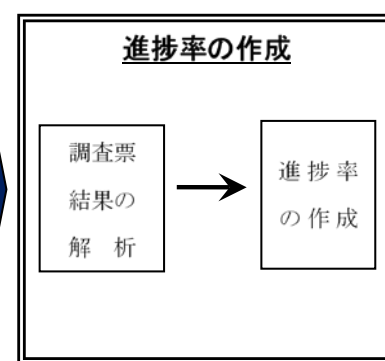 進捗率の作成
調査票
結果の
解　析
進 捗 率
の 作 成